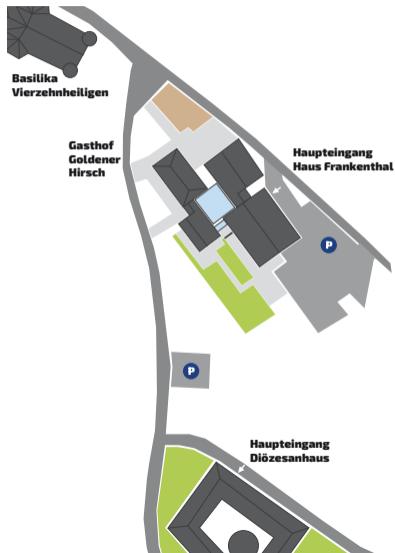 Basilika
Vierzehnheiligen
Gasthof
Goldener
Hirsch
Haupteingang
Haus Frankenthal
P
P
Haupteingang
Diözesanhaus